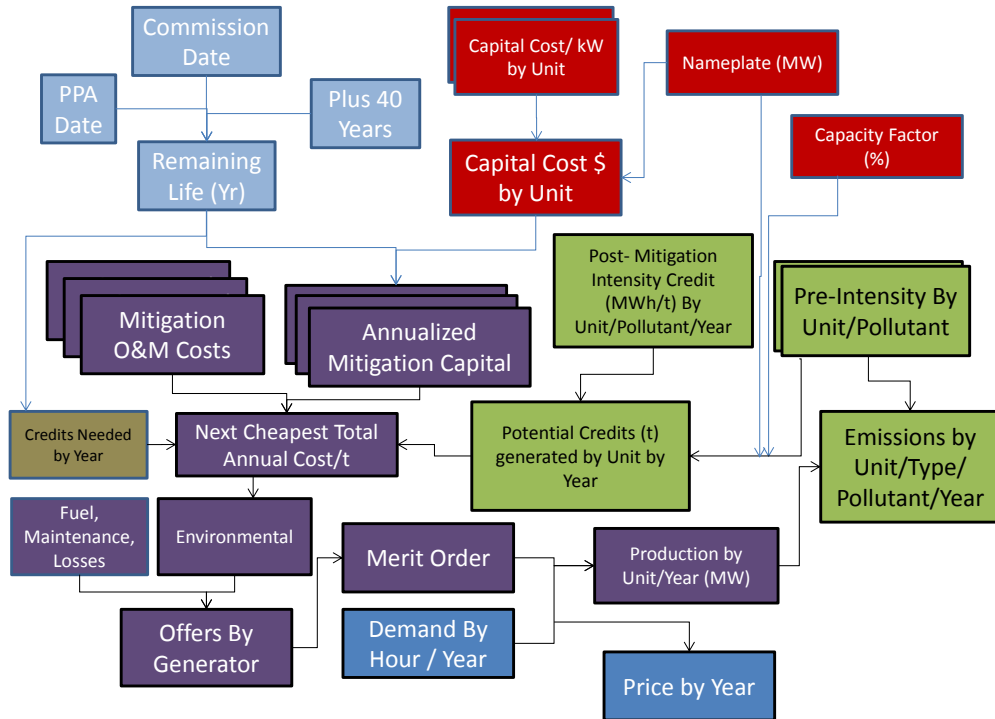 Commission
Date
Capital Cost/ kW
by Unit
Nameplate (MW)
PPA
Date
Plus 40
Years
Remaining
Life (Yr)
Capital Cost $
by Unit
Capacity Factor
(%)
Post- Mitigation
Intensity Credit
(MWh/t) By
Unit/Pollutant/Year
Pre-Intensity By
Unit/Pollutant
Mitigation
O&M Costs
Annualized
Mitigation Capital
Credits Needed
by Year
Next Cheapest Total
Annual Cost/t
Potential Credits (t)
generated by Unit by
Year
Emissions by
Unit/Type/
Pollutant/Year
Fuel,
Maintenance,
Losses
Environmental
Merit Order
Production by
Unit/Year (MW)
Offers By
Generator
Demand By
Hour / Year
Price by Year